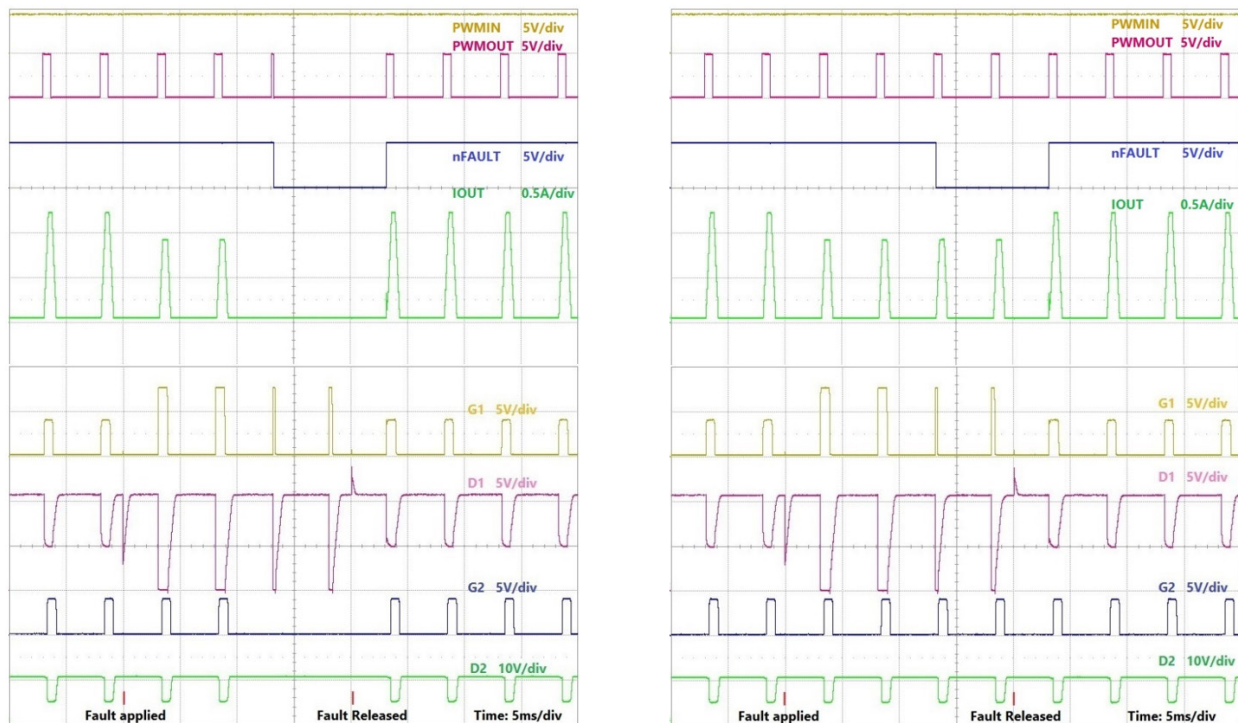 PWMIN 5V/div
PWMOUT 5V/div
nFAULT 5V/div
IOUT 0.5A/div
G1 5V/div
D1 5V/div
G2 5V/div
D2 10V/div
Fault applied Fault Released Time: 5ms/div
PWMIN 5V/div
PWMOUT 5V/div
nFAULT 5V/div
IOUT 0.5A/div
G1 5V/div
D1 5V/div
G2 5V/div
D2 10V/div
Fault applied Fault Released Time: 5ms/div